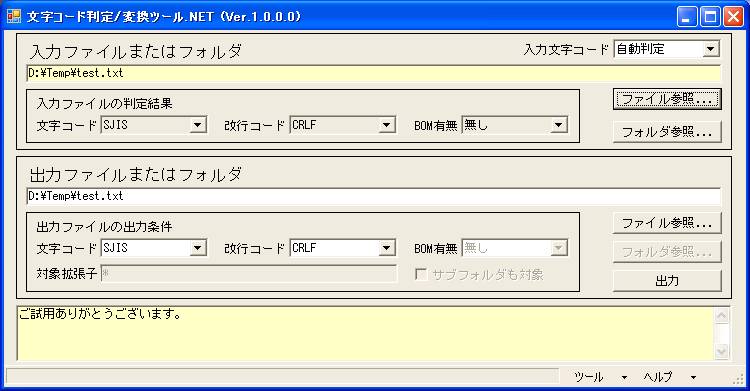 文字コード判定/変換ツール.NET (Ver.1.0.0.0)
入力ファイルまたはフォルダ
入力文字コード 自動判定
D:¥Temp¥test.txt
入力ファイルの判定結果
ファイル参照...
文字コード SJIS 改行コード CRLF BOM有無 無し
フォルダ参照...
出力ファイルまたはフォルダ
D:¥Temp¥test.txt
出力ファイルの出力条件
ファイル参照...
文字コード SJIS 改行コード CRLF BOM有無 無し
フォルダ参照...
対象拡張子 * サブフォルダも対象
出力
ご試用ありがとうございます。
ツール ヘルプ